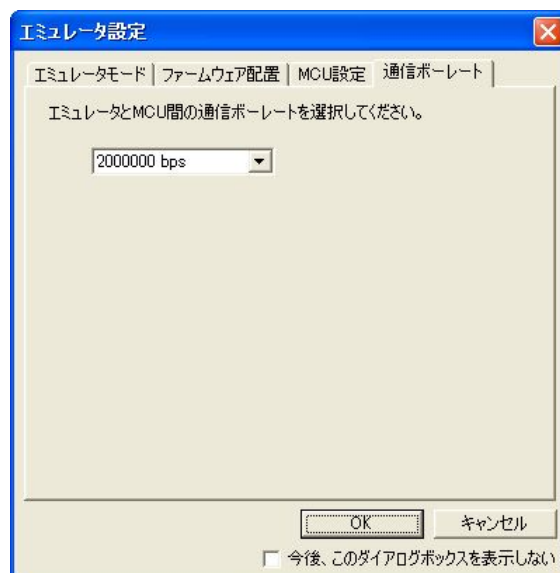 エミュレータ設定
エミュレータモード ファームウェア配置 MCU設定 通信ボーレート
エミュレータとMCU間の通信ボーレートを選択してください。
2000000 bps
OK キャンセル
今後、このダイアログボックスを表示しない